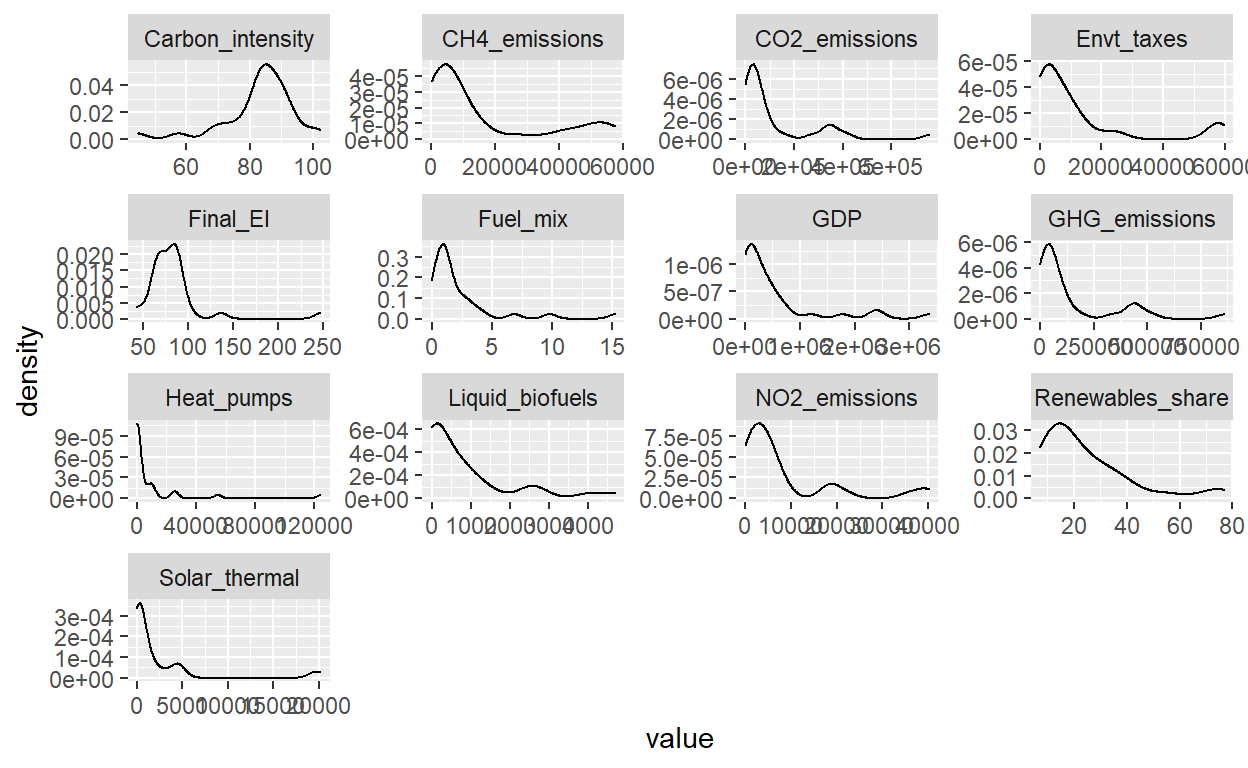 Carbon_intensity
0.04
0.02
0.00
60 80 100
CH4_emissions
4e-05
3e-05
2e-05
1e-05
0e+00
0 20000 40000 60000
CO2_emissions
6e-06
4e-06
2e-06
0e+00
0e+00 2e+05 4e+05 6e+05
Envt_taxes
6e-05
4e-05
2e-05
0e+00
0 20000 40000 60000
Final_EI
0.020
0.015
0.010
0.005
0.000
50 100 150 200 250
Fuel_mix
0.3
0.2
0.1
0.0
0 5 10 15
GDP
1e-06
5e-07
0e+00
0e+00 1e+06 2e+06 3e+06
GHG_emissions
6e-06
4e-06
2e-06
0e+00
0 250000 500000 750000
Heat_pumps
9e-05
6e-05
3e-05
0e+00
0 40000 80000 120000
Liquid_biofuels
6e-04
4e-04
2e-04
0e+00
0 1000 2000 3000 4000
NO2_emissions
7.5e-05
5.0e-05
2.5e-05
0.0e+00
0 10000 20000 30000 40000
Renewables_share
0.03
0.02
0.01
0.00
20 40 60 80
Solar_thermal
3e-04
2e-04
1e-04
0e+00
0 5000 10000 15000 20000
density
value